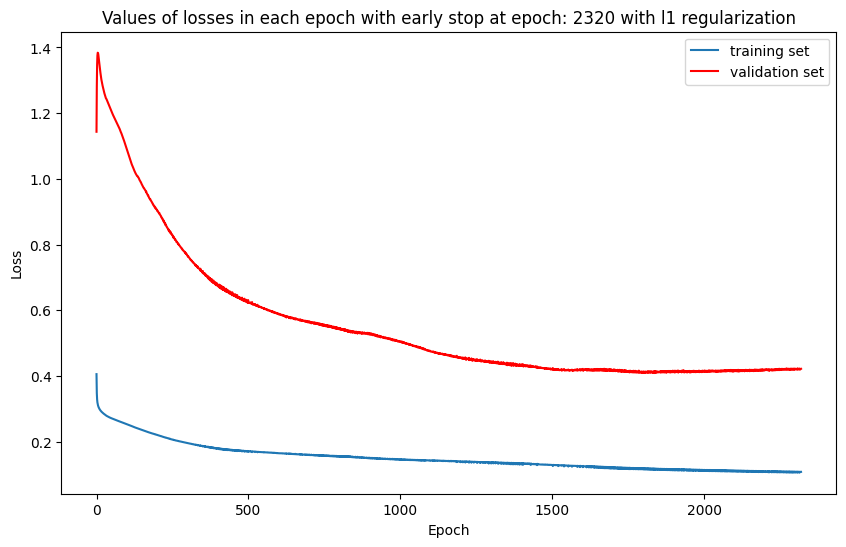 Values of losses in each epoch with early stop at epoch: 2320 with l1 regularization
training set
validation set
1.4
1.2
1.0
0.8
0.6
0.4
0.2
Loss
0
500
1000
1500
2000
Epoch